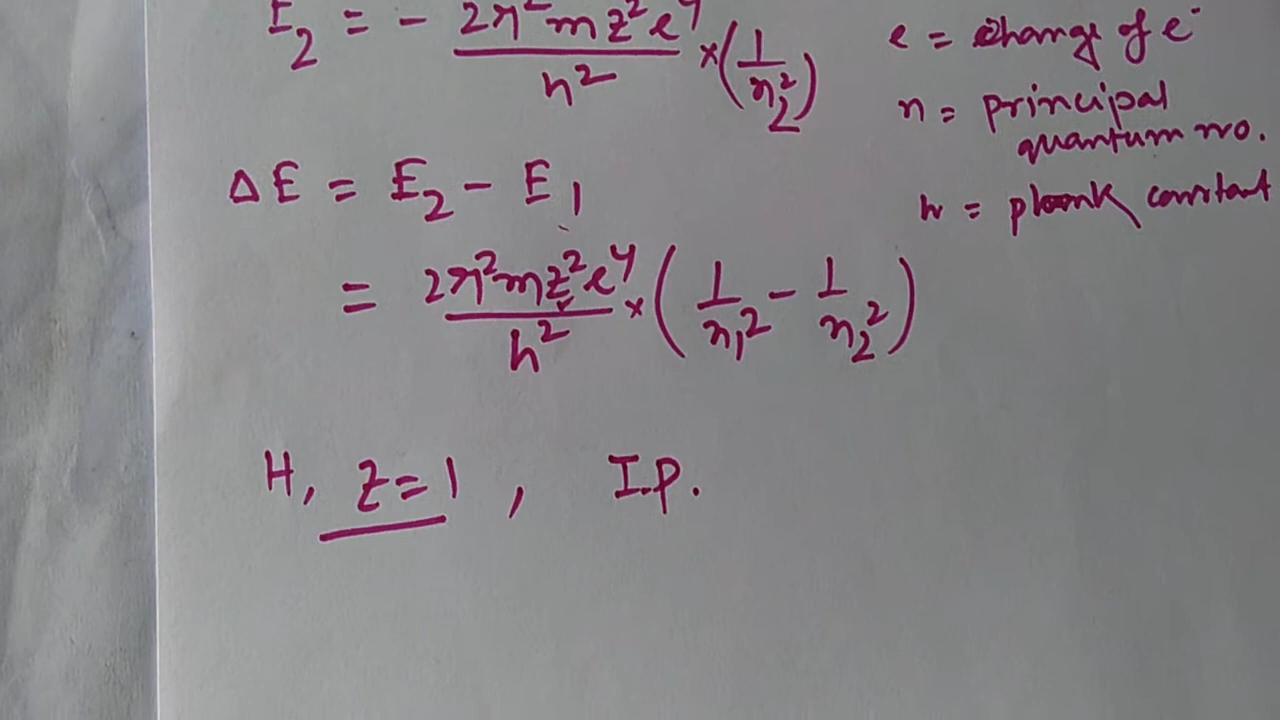 E₂ = - 2π²mz²e⁴/h² × (1/n₂²)
e = change of e⁻
n = principal
quantum no.
ΔE = E₂ - E₁
h = plank constant
= 2π²mz²e⁴/h² × (1/n₁² - 1/n₂²)
H, z=1, I.P.